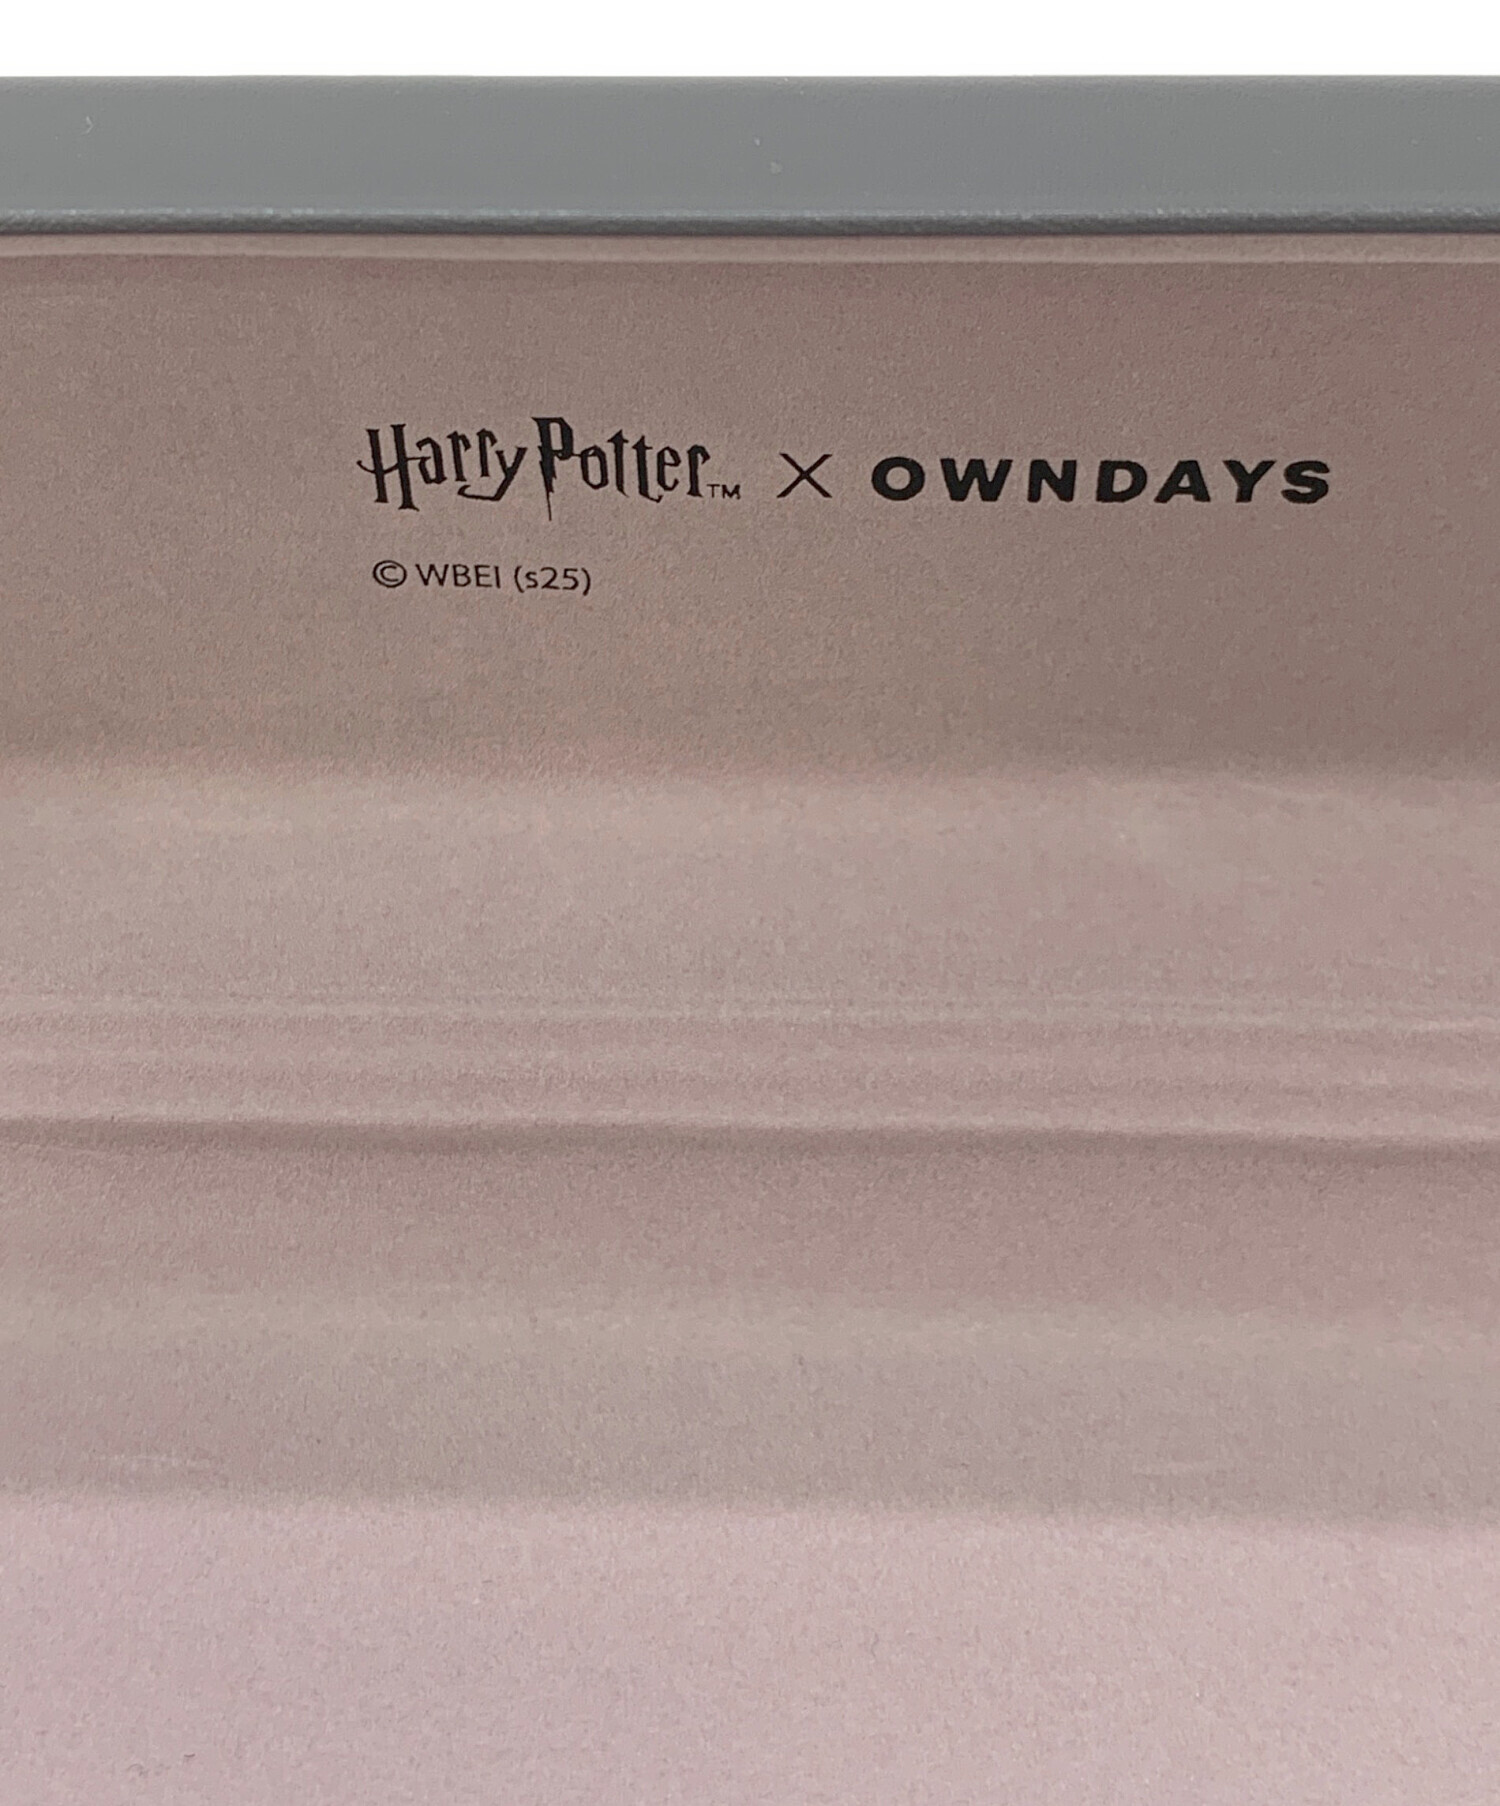 Harry Potter™ × OWNDAYS
© WBEI (s25)